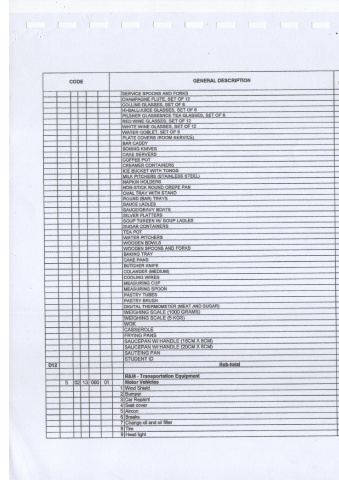 CODE GENERAL DESCRIPTION
SERVICE SPOONS AND FORKS
CHAMPAGNE FLUTE, SET OF 12
COLLINS GLASSES, SET OF 6
HI-BALL/JUICE GLASSES, SET OF 6
PILSNER GLASSES/ICE TEA GLASSES, SET OF 6
RED WINE GLASSES, SET OF 12
WHITE WINE GLASSES, SET OF 12
WATER GOBLET, SET OF 6
PLATE COVERS (ROOM SERVICE)
BAR CADDY
BONING KNIVES
CAKE SERVERS
COFFEE POT
CREAMER CONTAINERS
ICE BUCKET WITH TONGS
MILK PITCHERS (STAINLESS STEEL)
NAPKIN HOLDERS
NON-STICK ROUND CREPE PAN
OVAL TRAY WITH STAND
ROUND (BAR) TRAYS
SAUCE LADLES
SAUCE/GRAVY BOATS
SILVER PLATTERS
SOUP TUREEN W/ SOUP LADLES
SUGAR CONTAINERS
TEA POT
WATER PITCHERS
WOODEN BOWLS
WOODEN SPOONS AND FORKS
BAKING TRAY
CAKE PANS
BUTCHER KNIFE
COLANDER (MEDIUM)
COOLING WIRES
MEASURING CUP
MEASURING SPOON
PASTRY TUBES
PASTRY BRUSH
DIGITAL THERMOMETER (MEAT AND SUGAR)
WEIGHING SCALE (1000 GRAMS)
WEIGHING SCALE (5 KGS)
WOK
CASSEROLE
FRYING PANS
SAUCEPAN W/ HANDLE (16CM X 8CM)
SAUCEPAN W/ HANDLE (20CM X 8CM)
SAUTEING PAN
STUDENT ID
D12 Sub-total
R&M - Transportation Equipment
5 02 13 060 01 Motor Vehicles
1 Wind Shield
2 Bumper
3 Car Repaint
4 Seat cover
5 Aircon
6 Breaks
7 Change oil and oil filter
8 Tire
9 Head light